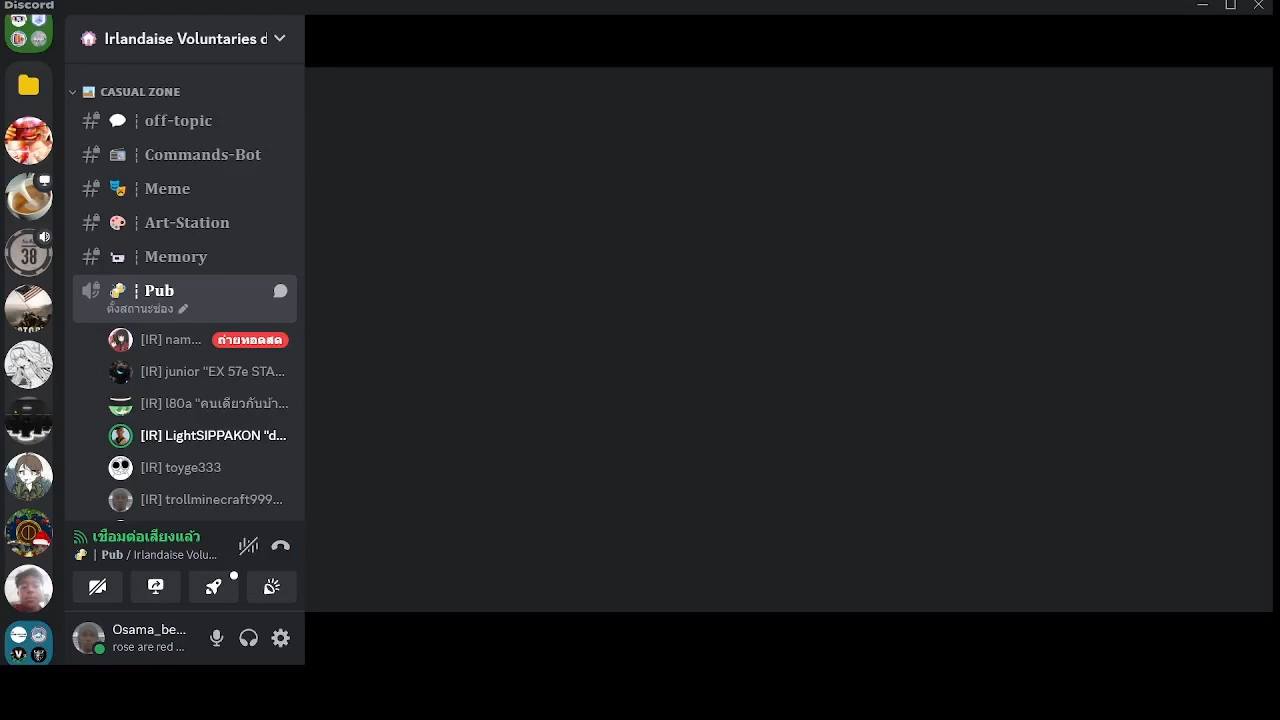 Discord
Irlandaise Voluntaries d
CASUAL ZONE
¦ off-topic
¦ Commands-Bot
¦ Meme
¦ Art-Station
¦ Memory
¦ Pub
ตั้งสถานะช่อง
[IR] nam... ถ่ายทอดสด
[IR] junior "EX 57e STA...
[IR] l80a "คนเดียวกับบ้า...
[IR] LightSIPPAKON "d...
[IR] toyge333
[IR] trollminecraft999...
เชื่อมต่อเสียงแล้ว
| Pub / Irlandaise Volu...
Osama_be...
rose are red ...
38